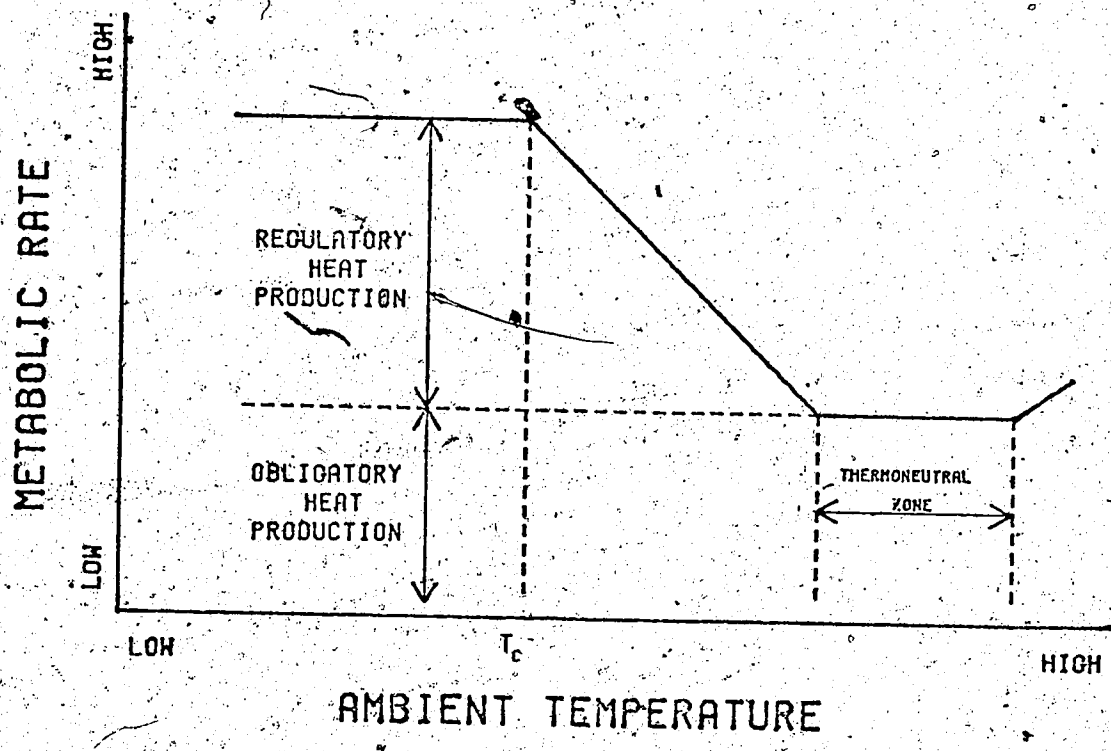 HIGH
METABOLIC RATE
LOW
REGULATORY
HEAT
PRODUCTION
OBLIGATORY
HEAT
PRODUCTION
THERMONEUTRAL
ZONE
LOW
Tc
HIGH
AMBIENT TEMPERATURE